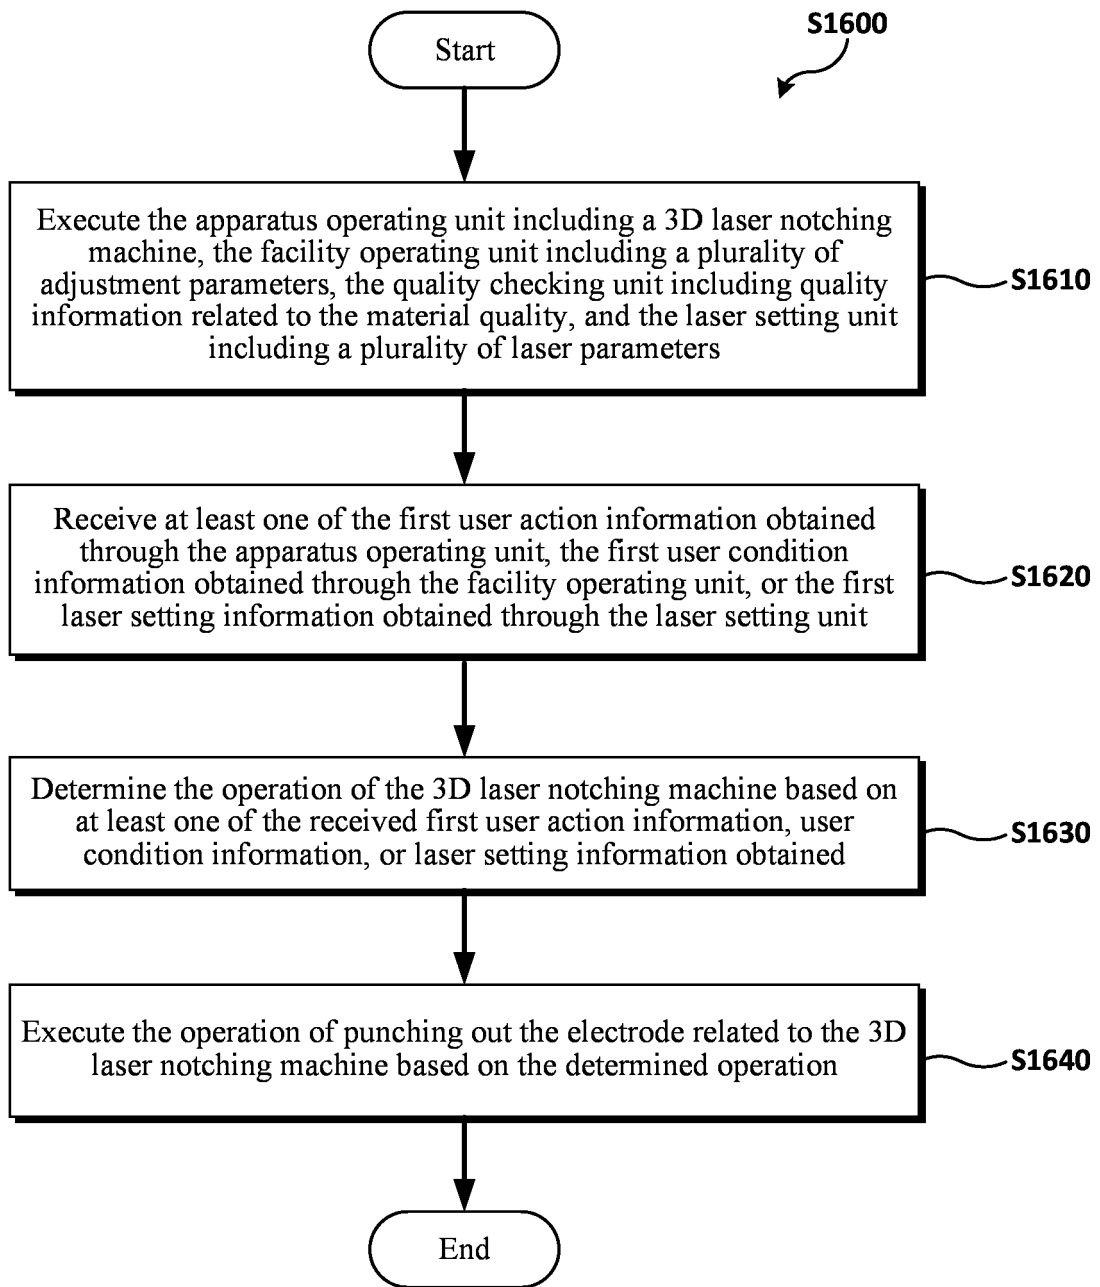 S1600
Start
Execute the apparatus operating unit including a 3D laser notching
machine, the facility operating unit including a plurality of
adjustment parameters, the quality checking unit including quality
information related to the material quality, and the laser setting unit
including a plurality of laser parameters
S1610
Receive at least one of the first user action information obtained
through the apparatus operating unit, the first user condition
information obtained through the facility operating unit, or the first
laser setting information obtained through the laser setting unit
S1620
Determine the operation of the 3D laser notching machine based on
at least one of the received first user action information, user
condition information, or laser setting information obtained
S1630
Execute the operation of punching out the electrode related to the 3D
laser notching machine based on the determined operation
S1640
End